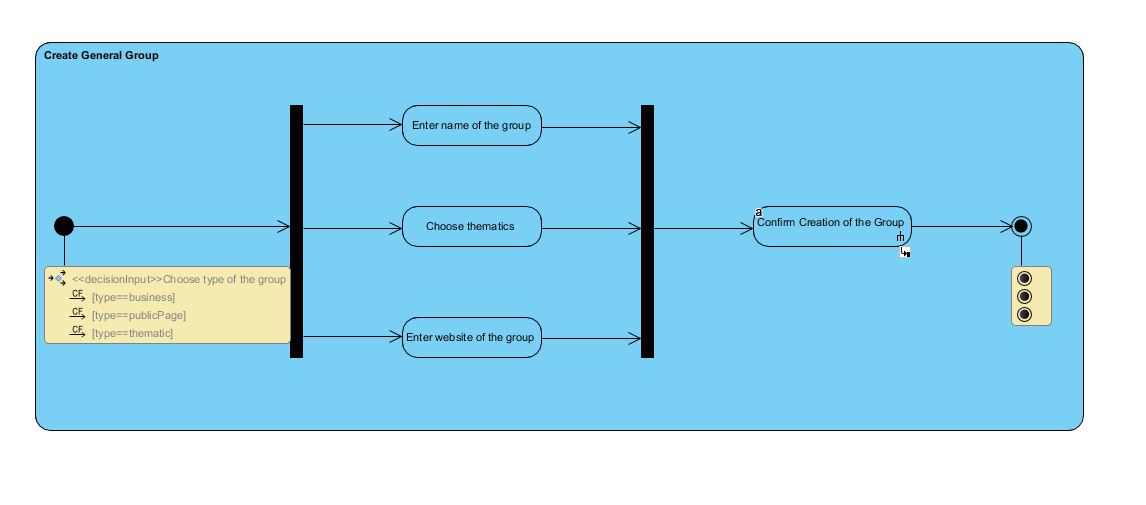 Create General Group
Enter name of the group
Choose thematics
a
Confirm Creation of the Group
<<decisionInput>>Choose type of the group
CF [type==business]
CF [type==publicPage]
CF [type==thematic]
Enter website of the group